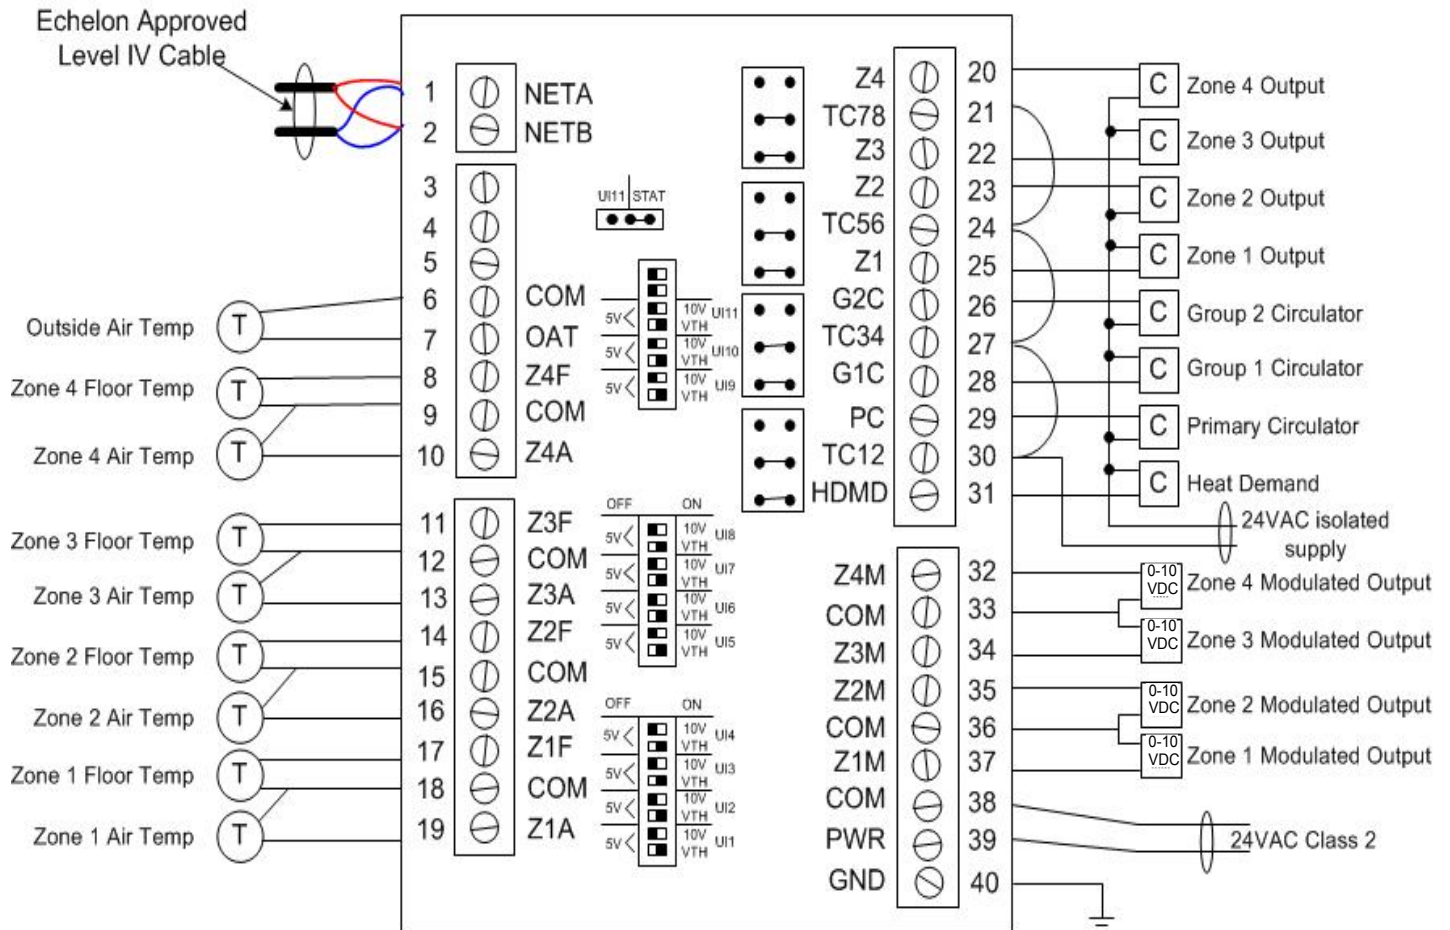 Echelon Approved
Level IV Cable
1 NETA
2 NETB
3
4
5
6 COM
7 OAT
8 Z4F
9 COM
10 Z4A
11 Z3F
12 COM
13 Z3A
14 Z2F
15 COM
16 Z2A
17 Z1F
18 COM
19 Z1A
Outside Air Temp T
Zone 4 Floor Temp T
Zone 4 Air Temp T
Zone 3 Floor Temp T
Zone 3 Air Temp T
Zone 2 Floor Temp T
Zone 2 Air Temp T
Zone 1 Floor Temp T
Zone 1 Air Temp T
UI11 STAT
10V
5V UI11
VTH
10V
5V UI10
VTH
10V
5V UI9
VTH
OFF ON
10V
5V UI8
VTH
10V
5V UI7
VTH
10V
5V UI6
VTH
10V
5V UI5
VTH
OFF ON
10V
5V UI4
VTH
10V
5V UI3
VTH
10V
5V UI2
VTH
10V
5V UI1
VTH
Z4 20
TC78 21
Z3 22
Z2 23
TC56 24
Z1 25
G2C 26
TC34 27
G1C 28
PC 29
TC12 30
HDMD 31
Z4M 32
COM 33
Z3M 34
Z2M 35
COM 36
Z1M 37
COM 38
PWR 39
GND 40
C Zone 4 Output
C Zone 3 Output
C Zone 2 Output
C Zone 1 Output
C Group 2 Circulator
C Group 1 Circulator
C Primary Circulator
C Heat Demand
24VAC isolated
supply
0-10
VDC Zone 4 Modulated Output
0-10
VDC Zone 3 Modulated Output
0-10
VDC Zone 2 Modulated Output
0-10
VDC Zone 1 Modulated Output
24VAC Class 2